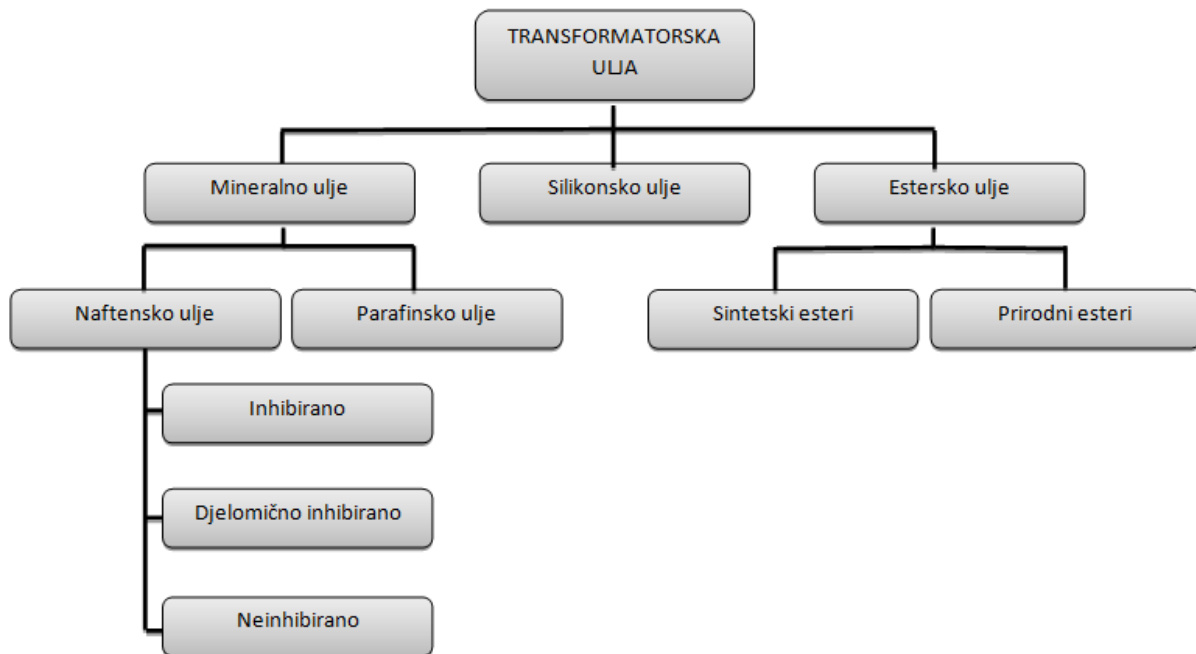 TRANSFORMATORSKA
ULJA
Mineralno ulje
Silikonsko ulje
Estersko ulje
Naftensko ulje
Parafinsko ulje
Sintetski esteri
Prirodni esteri
Inhibirano
Djelomično inhibirano
Neinhibirano